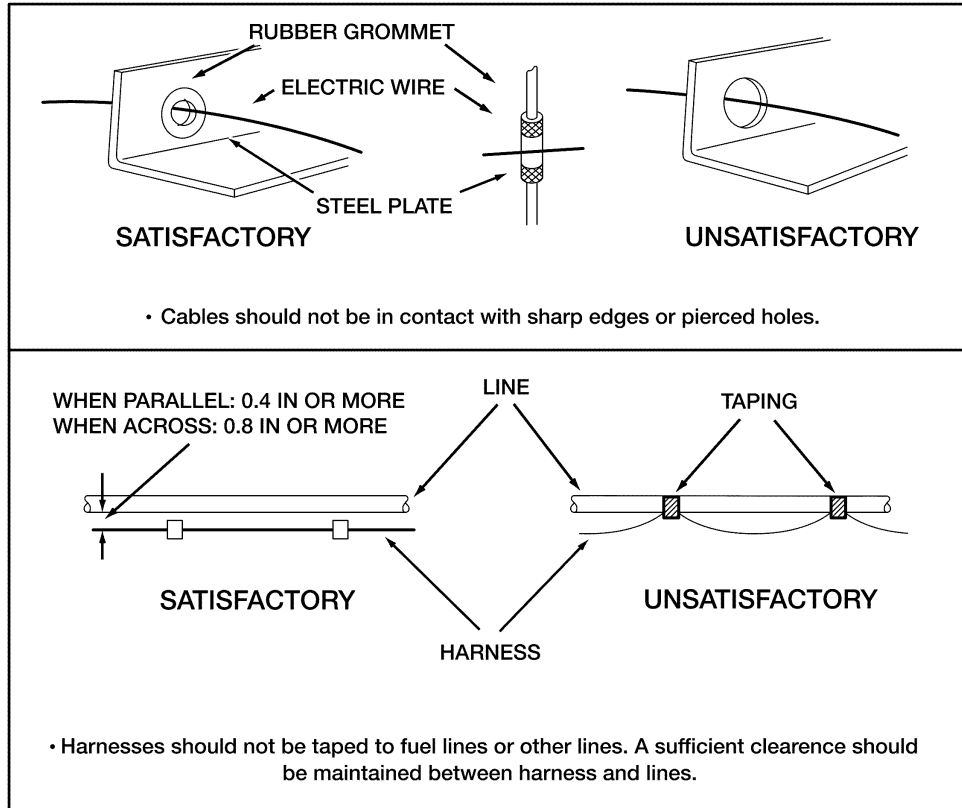 RUBBER GROMMET
ELECTRIC WIRE
STEEL PLATE
SATISFACTORY
UNSATISFACTORY
• Cables should not be in contact with sharp edges or pierced holes.
WHEN PARALLEL: 0.4 IN OR MORE
WHEN ACROSS: 0.8 IN OR MORE
LINE
TAPING
SATISFACTORY
UNSATISFACTORY
HARNESS
• Harnesses should not be taped to fuel lines or other lines. A sufficient clearence should
be maintained between harness and lines.